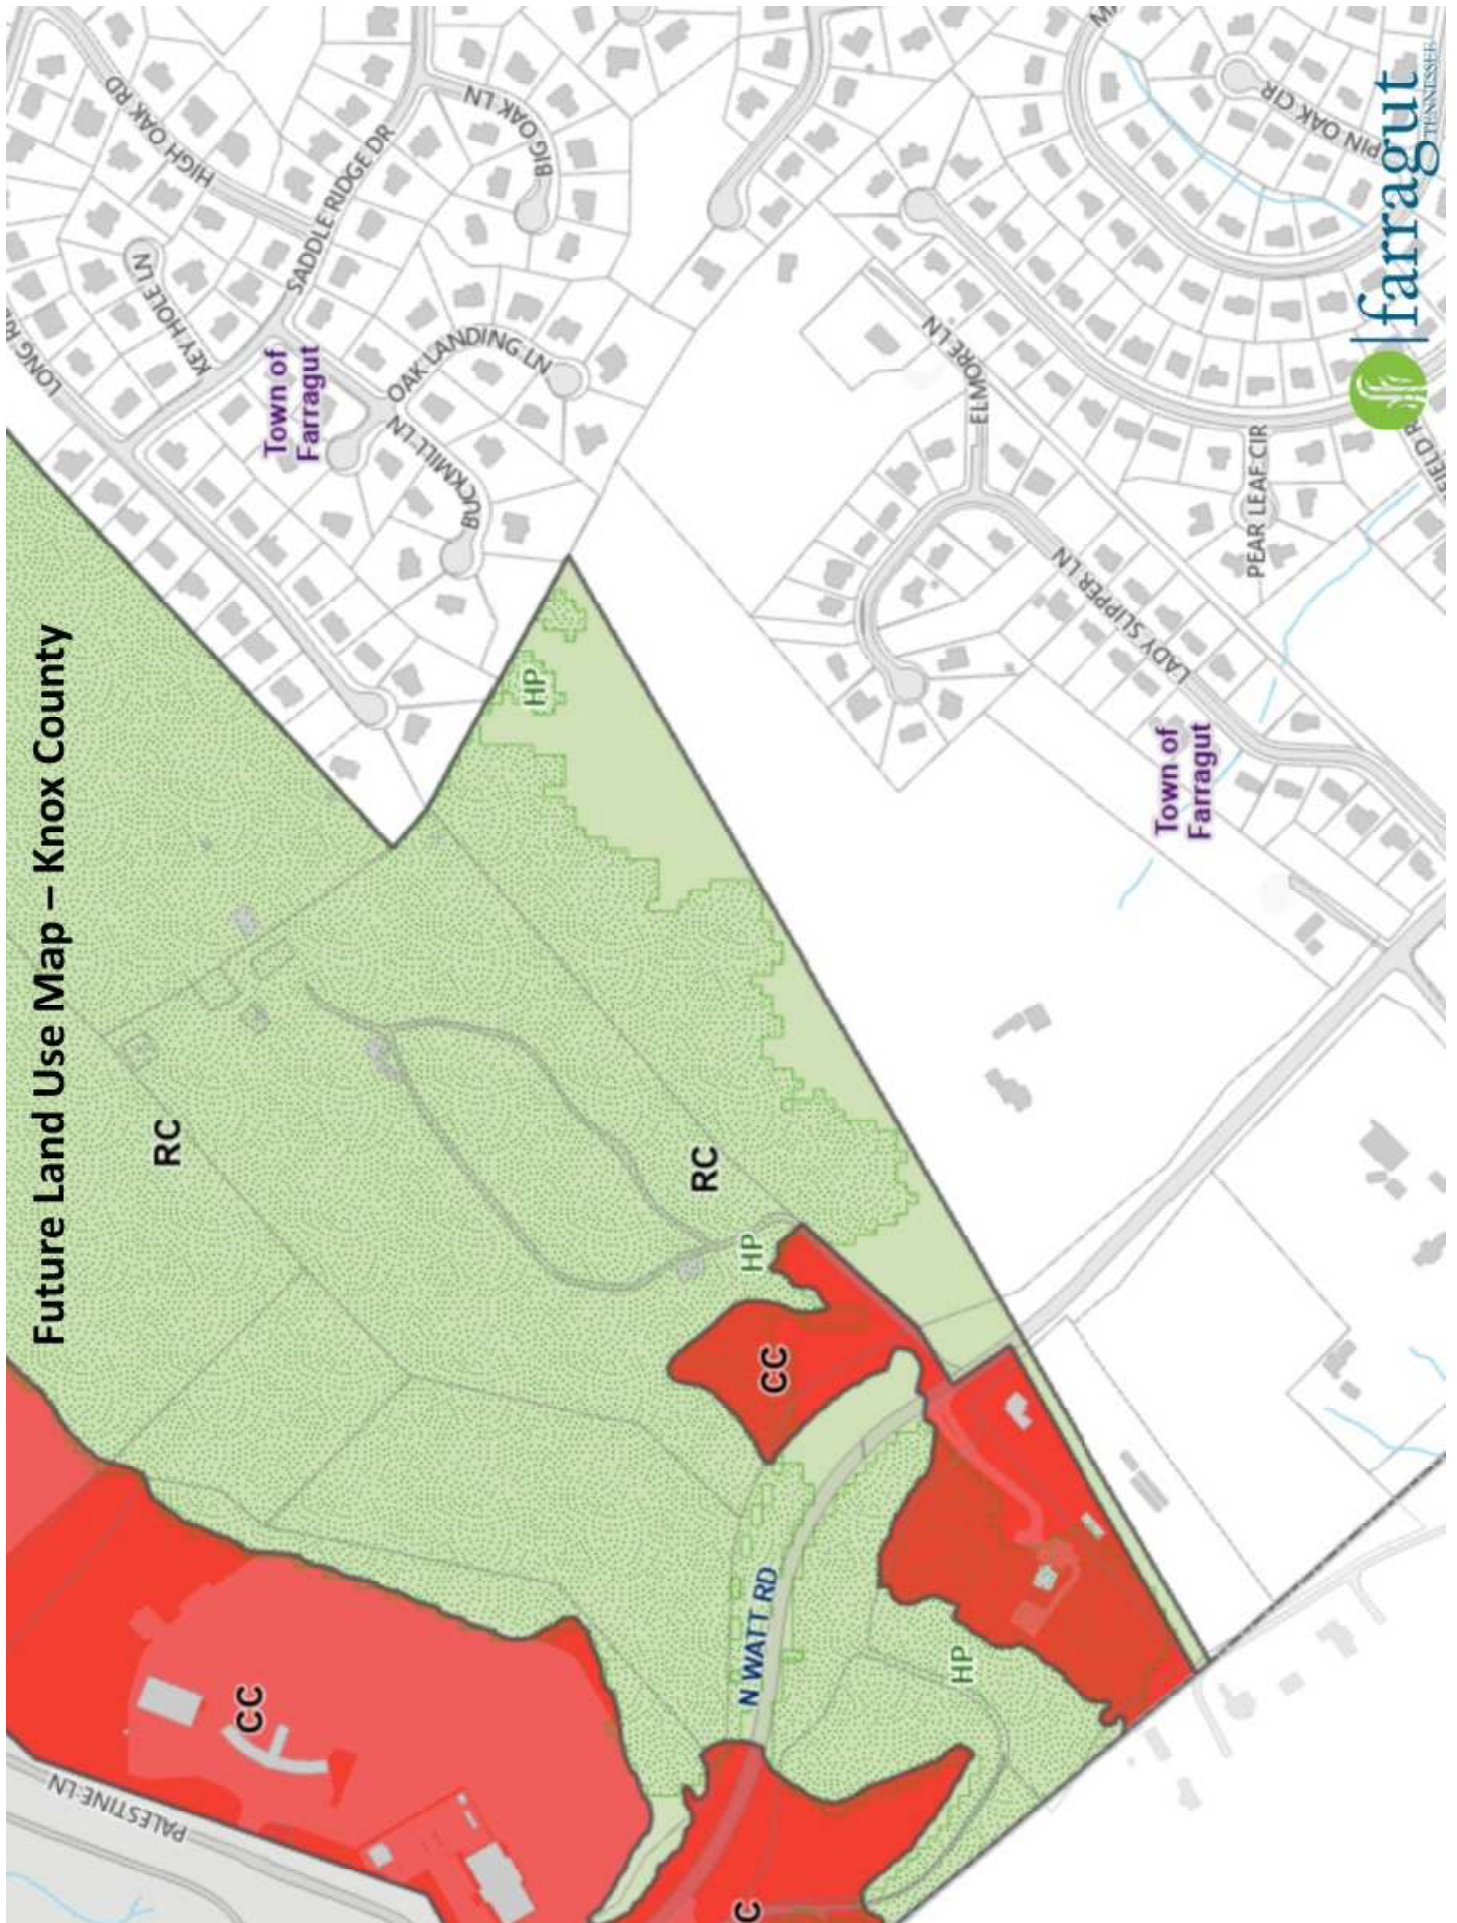 Future Land Use Map – Knox County
HIGH OAK RD
SADDLE RIDGE DR
BIG OAK LN
KEY HOLE LN
LONG
Town of
Farragut
OAK LANDING LN
BUCKMILL LN
PIN OAK CIR
ELMORE LN
PEAR LEAF CIR
LADY SLIPPER LN
Town of
Farragut
HP
RC
RC
HP
CC
N WATT RD
HP
CC
PALESTINE LN
C
farragut
TENNESSEE